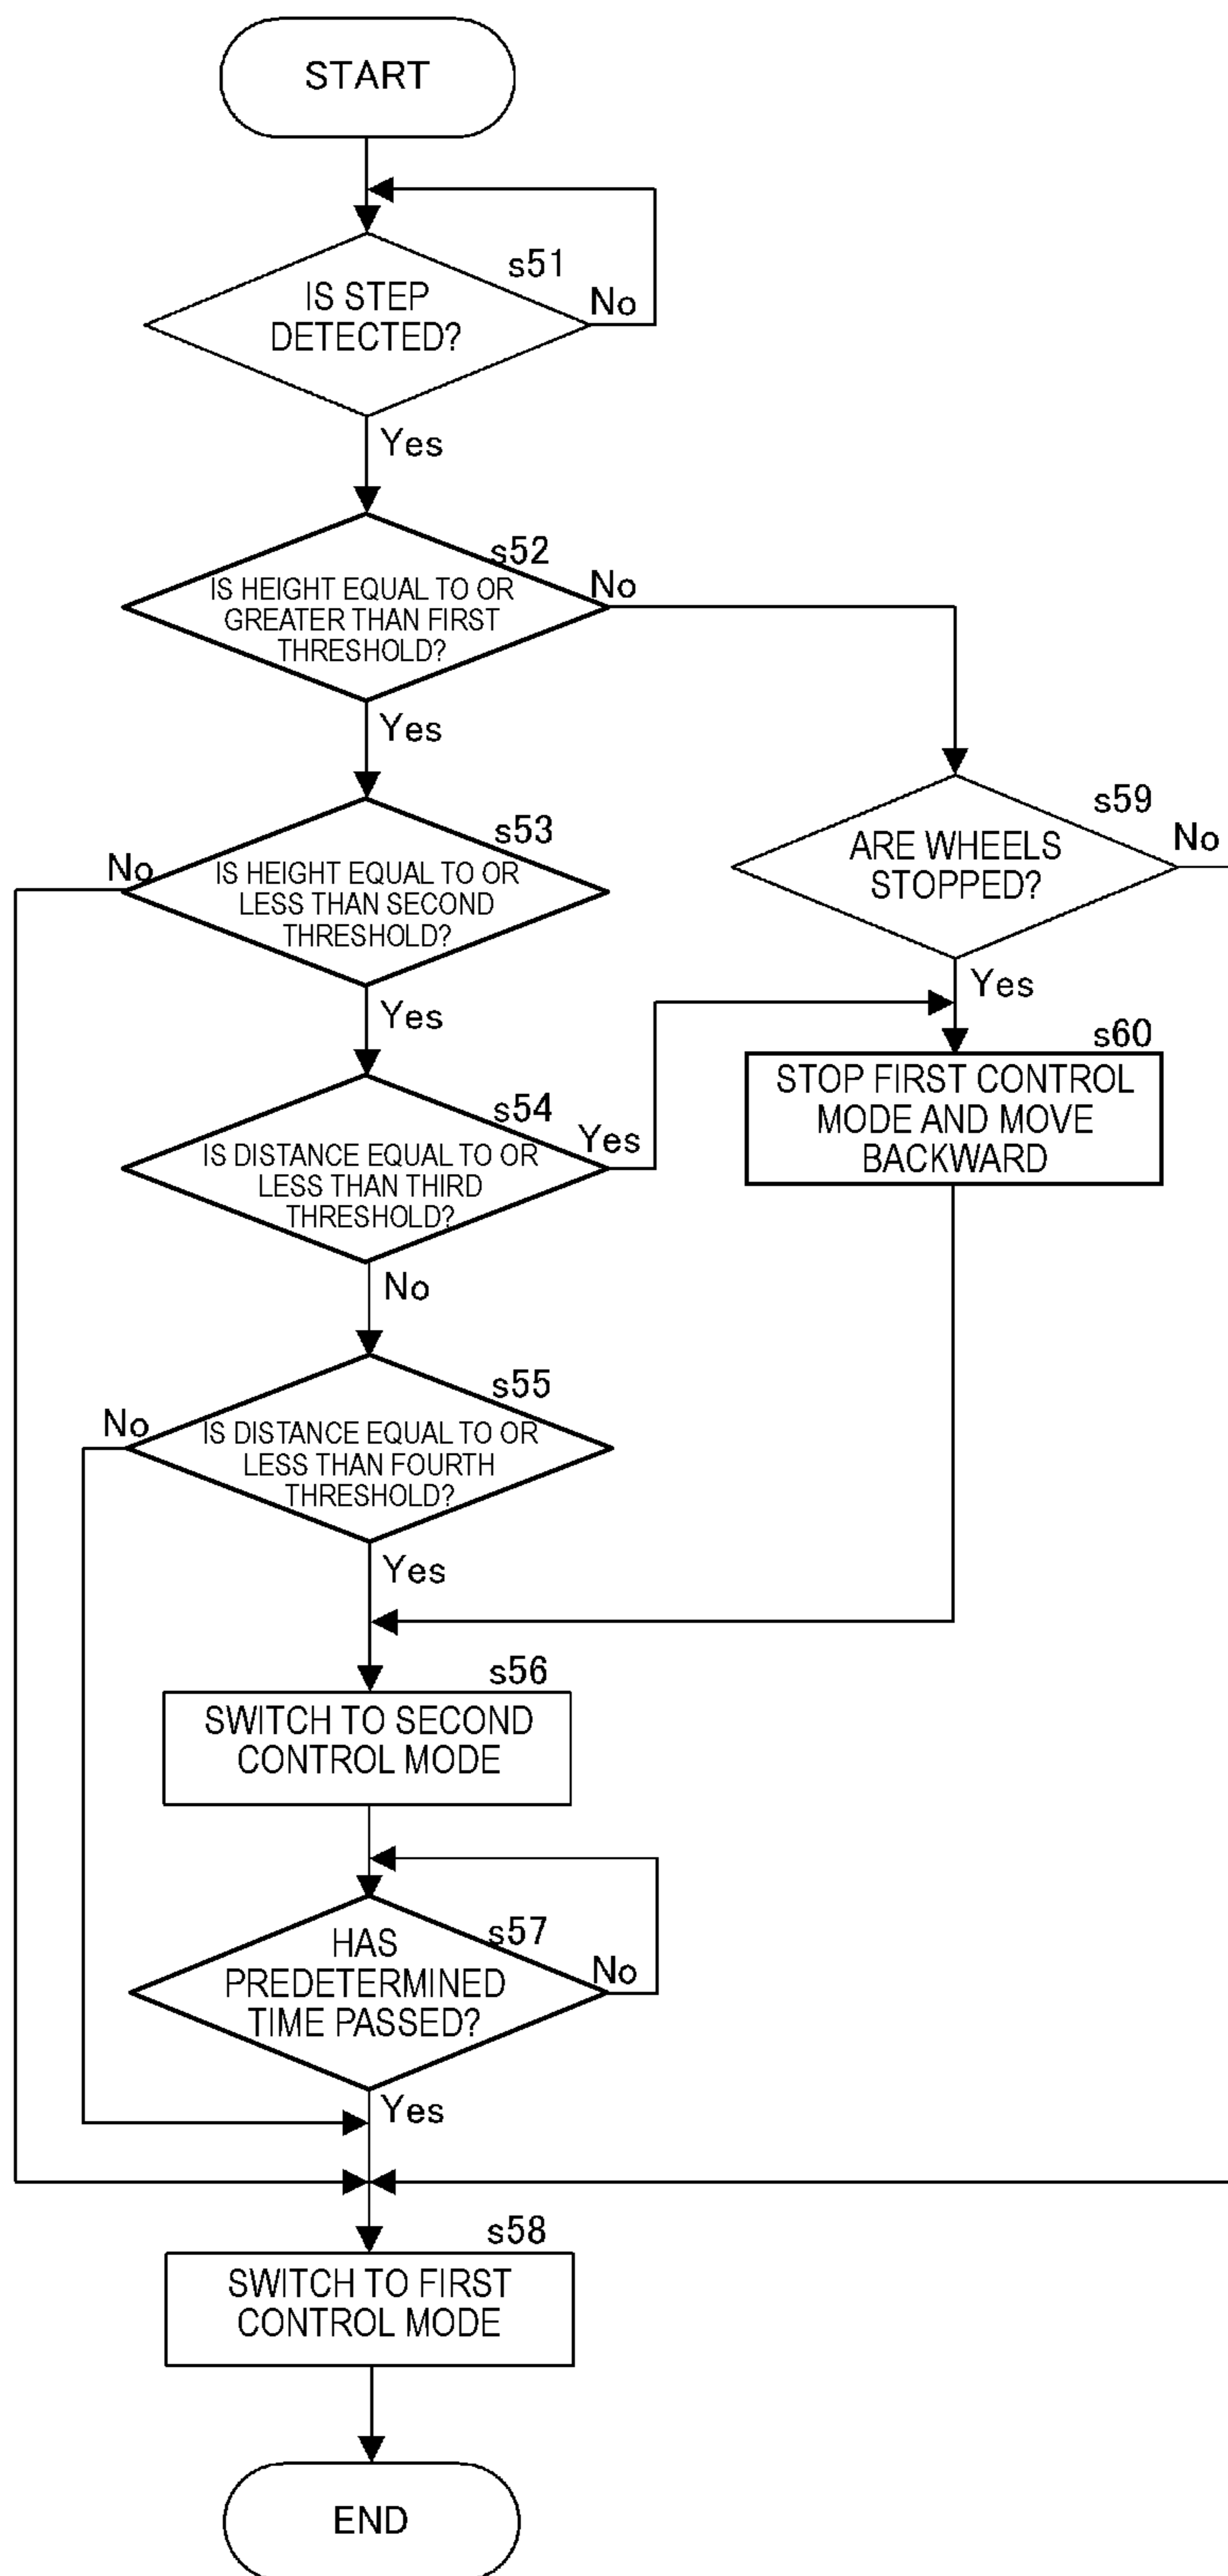 START
s51
IS STEP
DETECTED?
No
Yes
s52
IS HEIGHT EQUAL TO OR
GREATER THAN FIRST
THRESHOLD?
No
Yes
s53
No
IS HEIGHT EQUAL TO OR
LESS THAN SECOND
THRESHOLD?
Yes
s59
ARE WHEELS
STOPPED?
No
Yes
s60
STOP FIRST CONTROL
MODE AND MOVE
BACKWARD
s54
IS DISTANCE EQUAL TO OR
LESS THAN THIRD
THRESHOLD?
Yes
No
s55
No
IS DISTANCE EQUAL TO OR
LESS THAN FOURTH
THRESHOLD?
Yes
s56
SWITCH TO SECOND
CONTROL MODE
s57
HAS
PREDETERMINED
TIME PASSED?
No
Yes
s58
SWITCH TO FIRST
CONTROL MODE
END